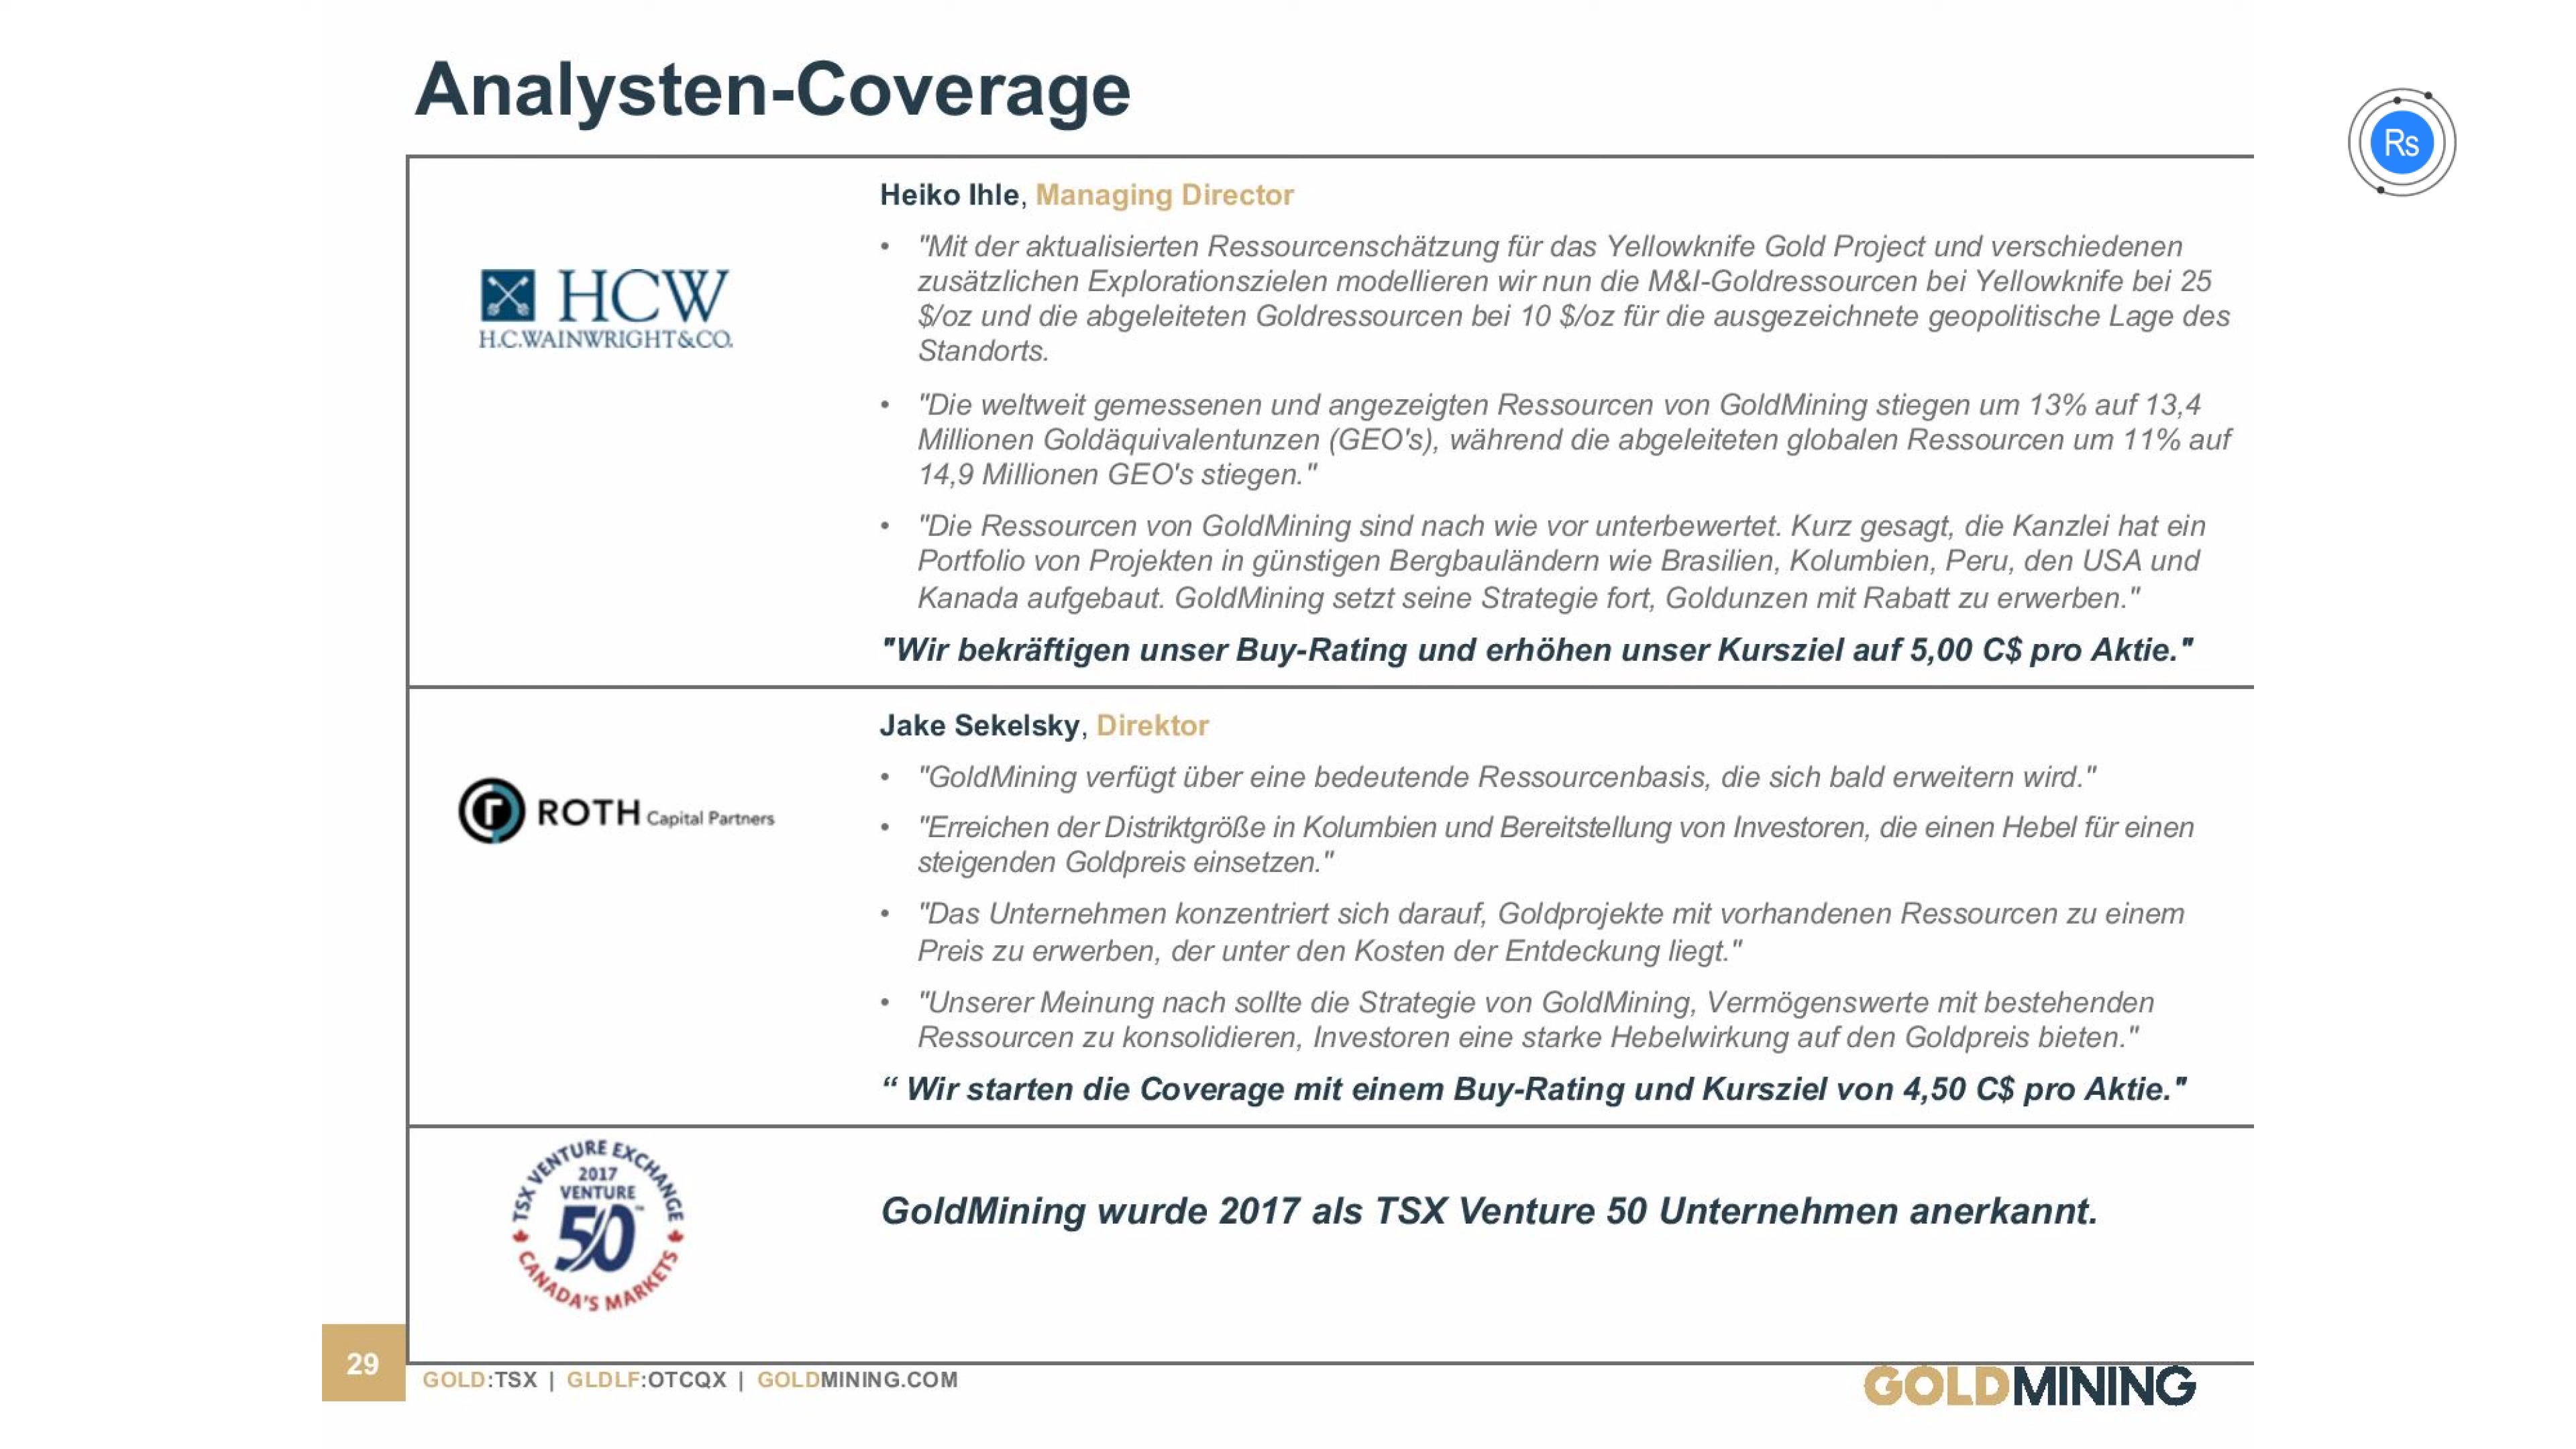 Analysten-Coverage
Rs
HCW
H.C.WAINWRIGHT&CO.
Heiko Ihle, Managing Director
• "Mit der aktualisierten Ressourcenschätzung für das Yellowknife Gold Project und verschiedenen
zusätzlichen Explorationszielen modellieren wir nun die M&I-Goldressourcen bei Yellowknife bei 25
$/oz und die abgeleiteten Goldressourcen bei 10 $/oz für die ausgezeichnete geopolitische Lage des
Standorts.
• "Die weltweit gemessenen und angezeigten Ressourcen von GoldMining stiegen um 13% auf 13,4
Millionen Goldäquivalentunzen (GEO's), während die abgeleiteten globalen Ressourcen um 11% auf
14,9 Millionen GEO's stiegen."
• "Die Ressourcen von GoldMining sind nach wie vor unterbewertet. Kurz gesagt, die Kanzlei hat ein
Portfolio von Projekten in günstigen Bergbauländern wie Brasilien, Kolumbien, Peru, den USA und
Kanada aufgebaut. GoldMining setzt seine Strategie fort, Goldunzen mit Rabatt zu erwerben."
"Wir bekräftigen unser Buy-Rating und erhöhen unser Kursziel auf 5,00 C$ pro Aktie."
r ROTH Capital Partners
Jake Sekelsky, Direktor
• "GoldMining verfügt über eine bedeutende Ressourcenbasis, die sich bald erweitern wird."
• "Erreichen der Distriktgröße in Kolumbien und Bereitstellung von Investoren, die einen Hebel für einen
steigenden Goldpreis einsetzen."
• "Das Unternehmen konzentriert sich darauf, Goldprojekte mit vorhandenen Ressourcen zu einem
Preis zu erwerben, der unter den Kosten der Entdeckung liegt."
• "Unserer Meinung nach sollte die Strategie von GoldMining, Vermögenswerte mit bestehenden
Ressourcen zu konsolidieren, Investoren eine starke Hebelwirkung auf den Goldpreis bieten."
“ Wir starten die Coverage mit einem Buy-Rating und Kursziel von 4,50 C$ pro Aktie."
TSX VENTURE EXCHANGE
2017
VENTURE
50™
CANADA'S MARKETS
GoldMining wurde 2017 als TSX Venture 50 Unternehmen anerkannt.
29
GOLD:TSX | GLDLF:OTCQX | GOLDMINING.COM
GOLDMINING